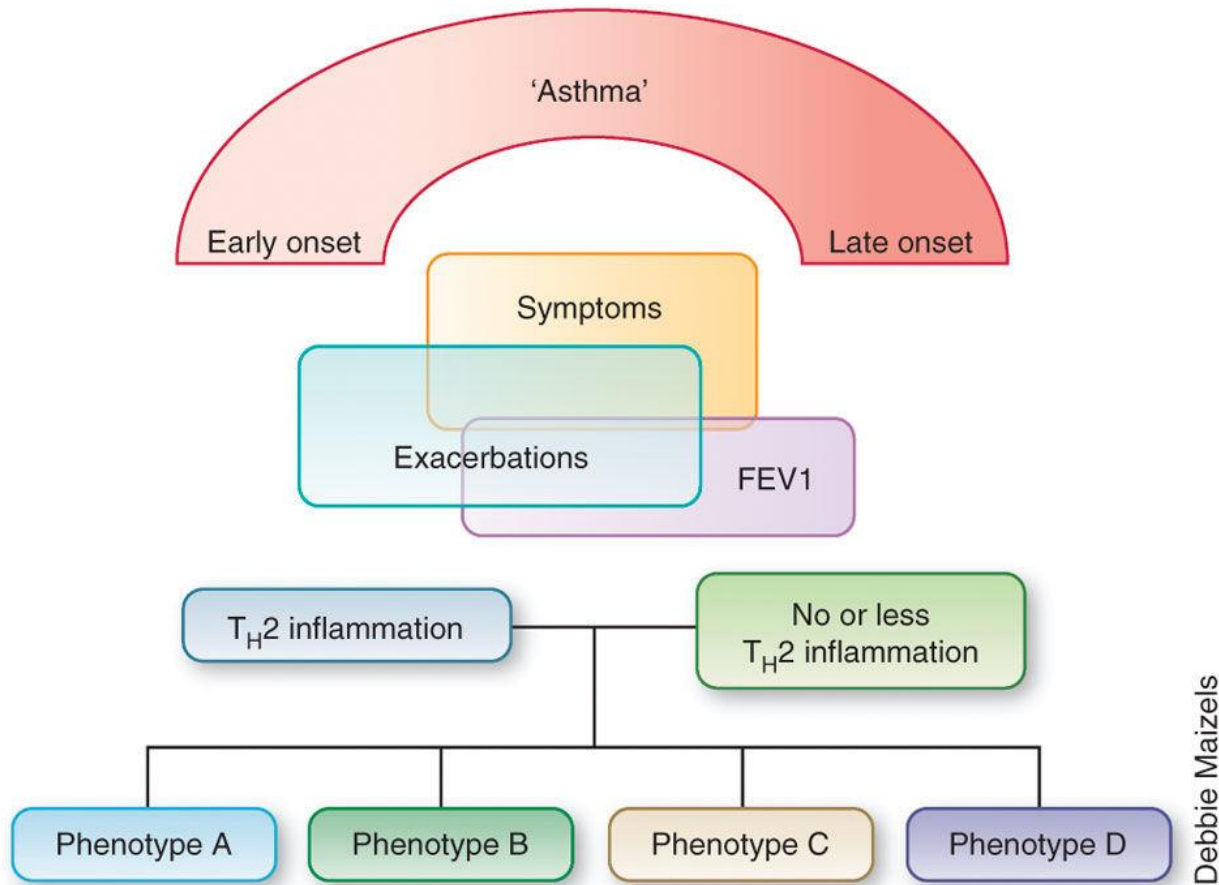 ‘Asthma’
Early onset
Late onset
Symptoms
Exacerbations
FEV1
TH2 inflammation
No or less
TH2 inflammation
Phenotype A
Phenotype B
Phenotype C
Phenotype D
Debbie Maizels